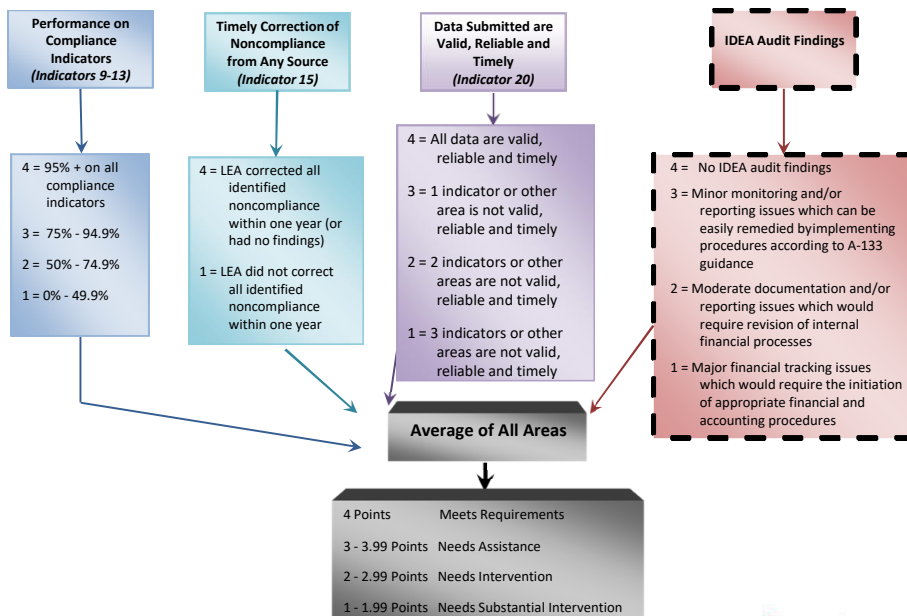 Performance on
Compliance
Indicators
(Indicators 9-13)
4 = 95% + on all
compliance
indicators
3 = 75% - 94.9%
2 = 50% - 74.9%
1 = 0% - 49.9%
Timely Correction of
Noncompliance
from Any Source
(Indicator 15)
4 = LEA corrected all
identified
noncompliance
within one year (or
had no findings)
1 = LEA did not correct
all identified
noncompliance
within one year
Data Submitted are
Valid, Reliable and
Timely
(Indicator 20)
4 = All data are valid,
reliable and timely
3 = 1 indicator or other
area is not valid,
reliable and timely
2 = 2 indicators or other
areas are not valid,
reliable and timely
1 = 3 indicators or other
areas are not valid,
reliable and timely
IDEA Audit Findings
4 = No IDEA audit findings
3 = Minor monitoring and/or
reporting issues which can be
easily remedied by implementing
procedures according to A-133
guidance
2 = Moderate documentation and/or
reporting issues which would
require revision of internal
financial processes
1 = Major financial tracking issues
which would require the initiation
of appropriate financial and
accounting procedures
Average of All Areas
4 Points Meets Requirements
3 - 3.99 Points Needs Assistance
2 - 2.99 Points Needs Intervention
1 - 1.99 Points Needs Substantial Intervention